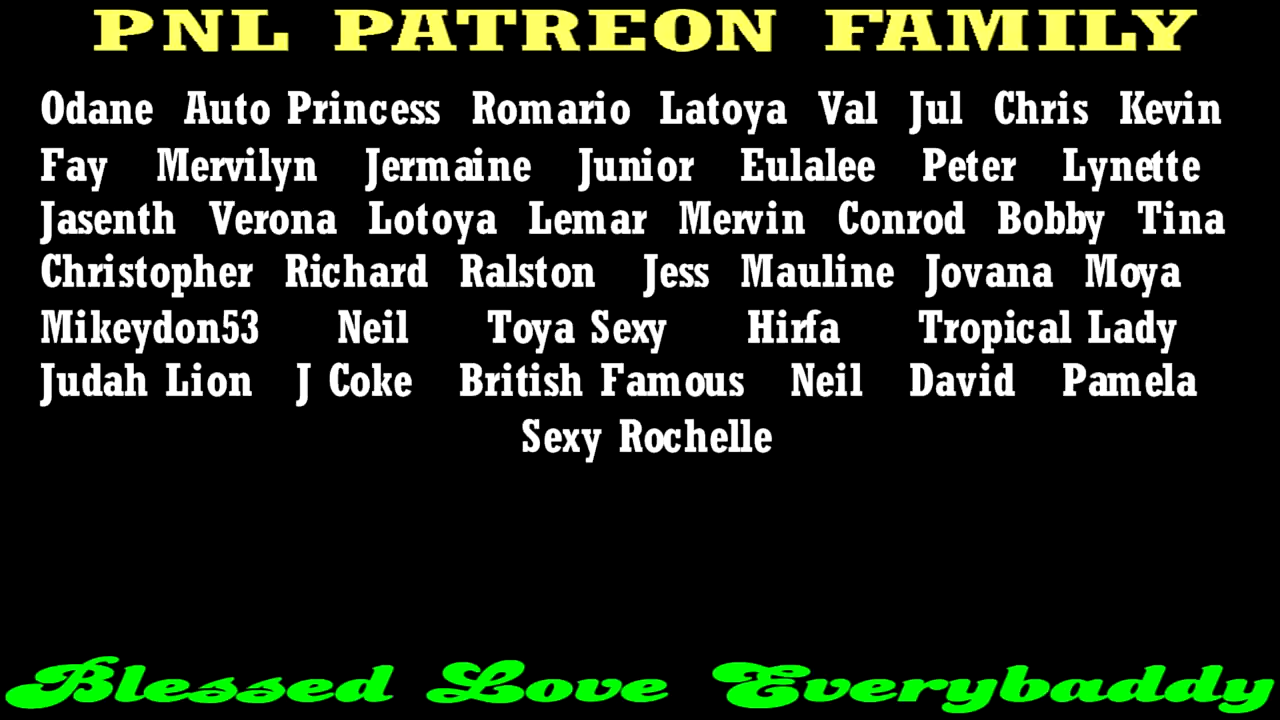 PNL PATREON FAMILY
Odane Auto Princess Romario Latoya Val Jul Chris Kevin
Fay Mervilyn Jermaine Junior Eulalee Peter Lynette
Jasenth Verona Lotoya Lemar Mervin Conrod Bobby Tina
Christopher Richard Ralston Jess Mauline Jovana Moya
Mikeydon53 Neil Toya Sexy Hirfa Tropical Lady
Judah Lion J Coke British Famous Neil David Pamela
Sexy Rochelle
Blessed Love Everybaddy